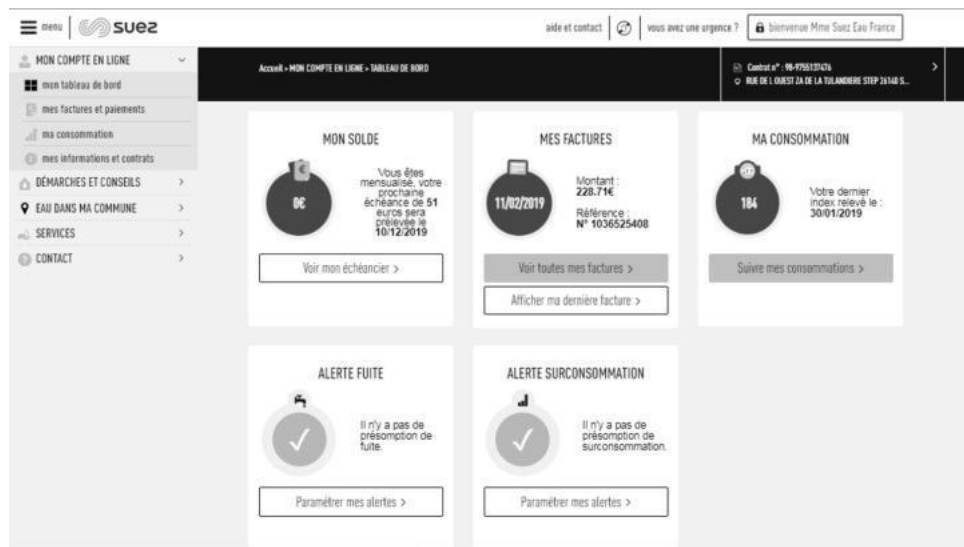 menu suez
aide et contact vous avez une urgence ? bienvenue Mme Suez Eau France
MON COMPTE EN LIGNE
mon tableau de bord
mes factures et paiements
ma consommation
mes informations et contrats
DÉMARCHES ET CONSEILS
EAU DANS MA COMMUNE
SERVICES
CONTACT
Accueil » MON COMPTE EN LIGNE » TABLEAU DE BORD
Contrat n° : 98-9755137476
RUE DE L OUEST ZA DE LA TULANDIERE STEP 26140 S...
MON SOLDE
0€
Vous êtes
mensualisé, votre
prochaine
échéance de 51
euros sera
prélevée le
10/12/2019
Voir mon échéancier >
MES FACTURES
11/02/2019
Montant :
228.71€
Référence :
N° 1036525408
Voir toutes mes factures >
Afficher ma dernière facture >
MA CONSOMMATION
184
Votre dernier
index relevé le :
30/01/2019
Suivre mes consommations >
ALERTE FUITE
Il n'y a pas de
présomption de
fuite.
Paramétrer mes alertes >
ALERTE SURCONSOMMATION
Il n'y a pas de
présomption de
surconsommation.
Paramétrer mes alertes >